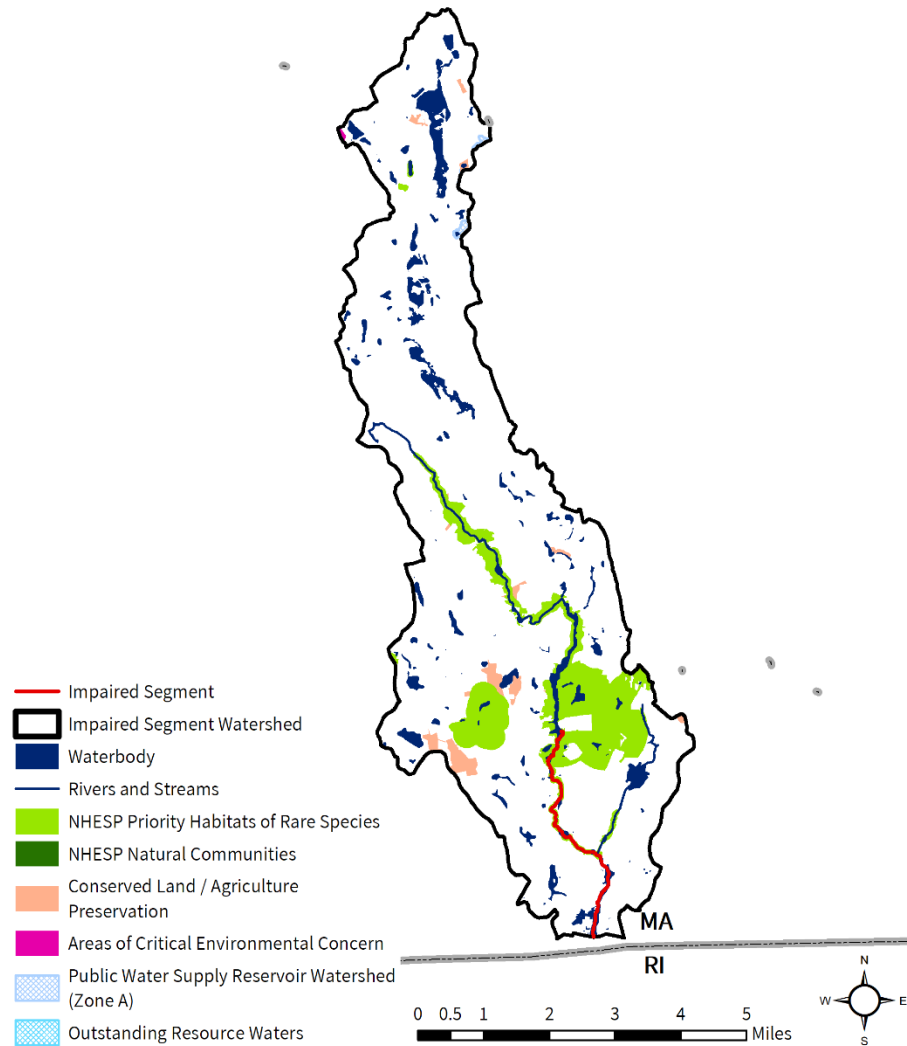 Impaired Segment
Impaired Segment Watershed
Waterbody
Rivers and Streams
NHESP Priority Habitats of Rare Species
NHESP Natural Communities
Conserved Land / Agriculture
Preservation
Areas of Critical Environmental Concern
Public Water Supply Reservoir Watershed
(Zone A)
Outstanding Resource Waters
MA
RI
0 0.5 1 2 3 4 5
Miles
N
W E
S